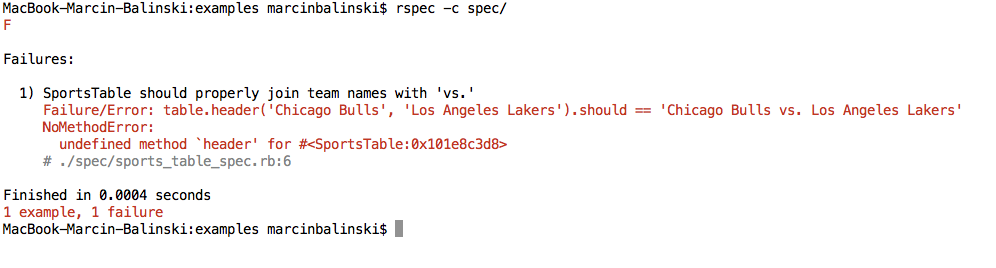 MacBook-Marcin-Balinski:examples marcinbalinski$ rspec -c spec/
F
Failures:
1) SportsTable should properly join team names with 'vs.'
Failure/Error: table.header('Chicago Bulls', 'Los Angeles Lakers').should == 'Chicago Bulls vs. Los Angeles Lakers'
NoMethodError:
undefined method `header' for #<SportsTable:0x101e8c3d8>
# ./spec/sports_table_spec.rb:6
Finished in 0.0004 seconds
1 example, 1 failure
MacBook-Marcin-Balinski:examples marcinbalinski$